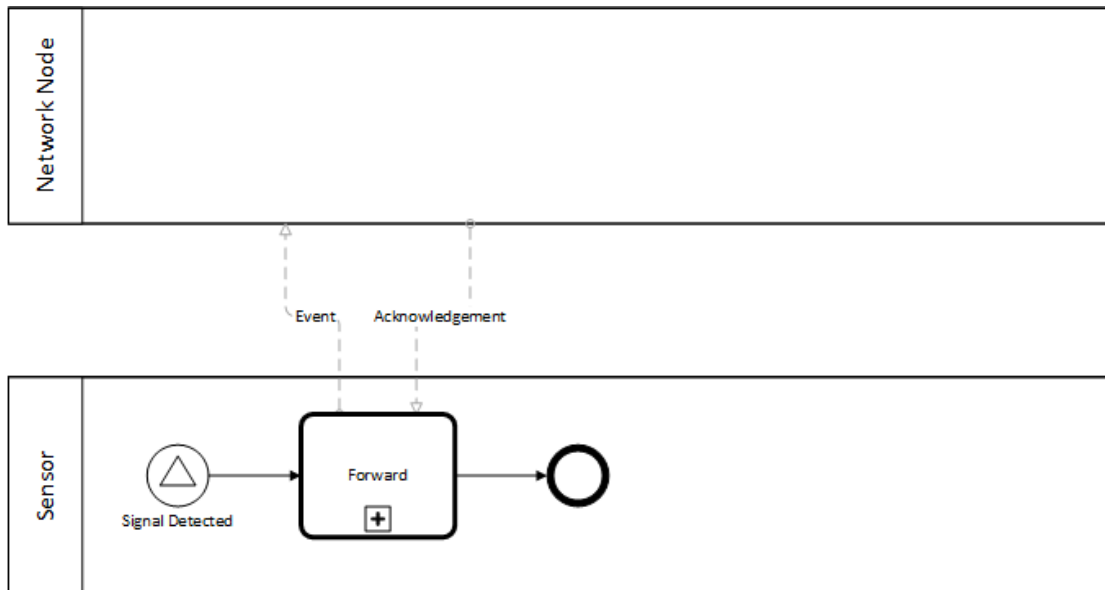 Network Node
Event
Acknowledgement
Sensor
Signal Detected
Forward